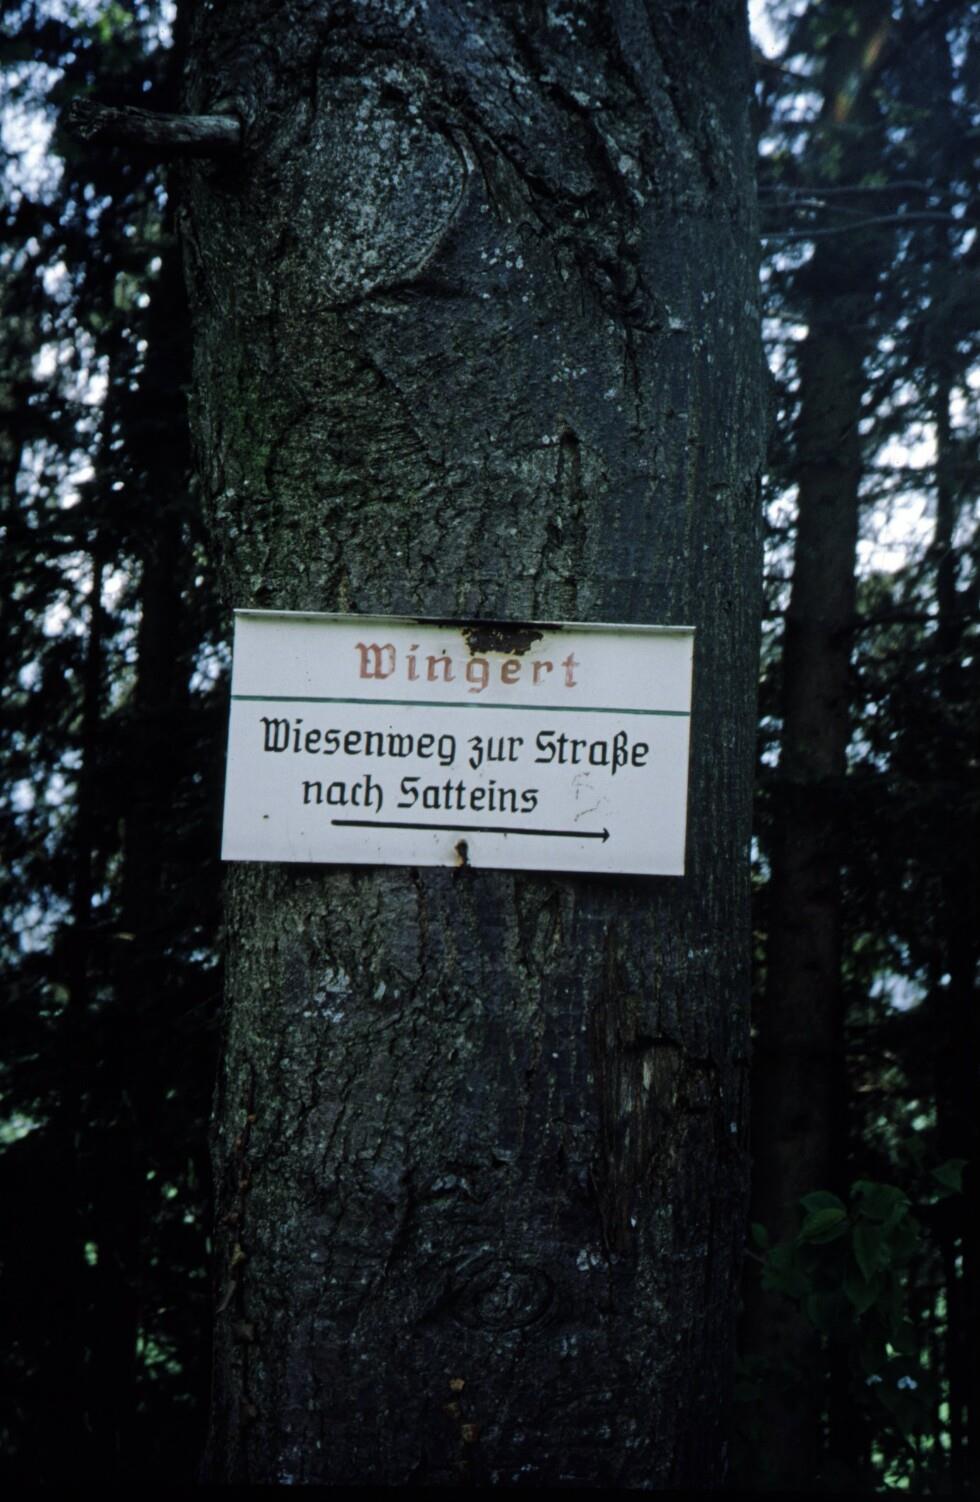 Wingert
Wiesenweg zur Straße
nach Satteins